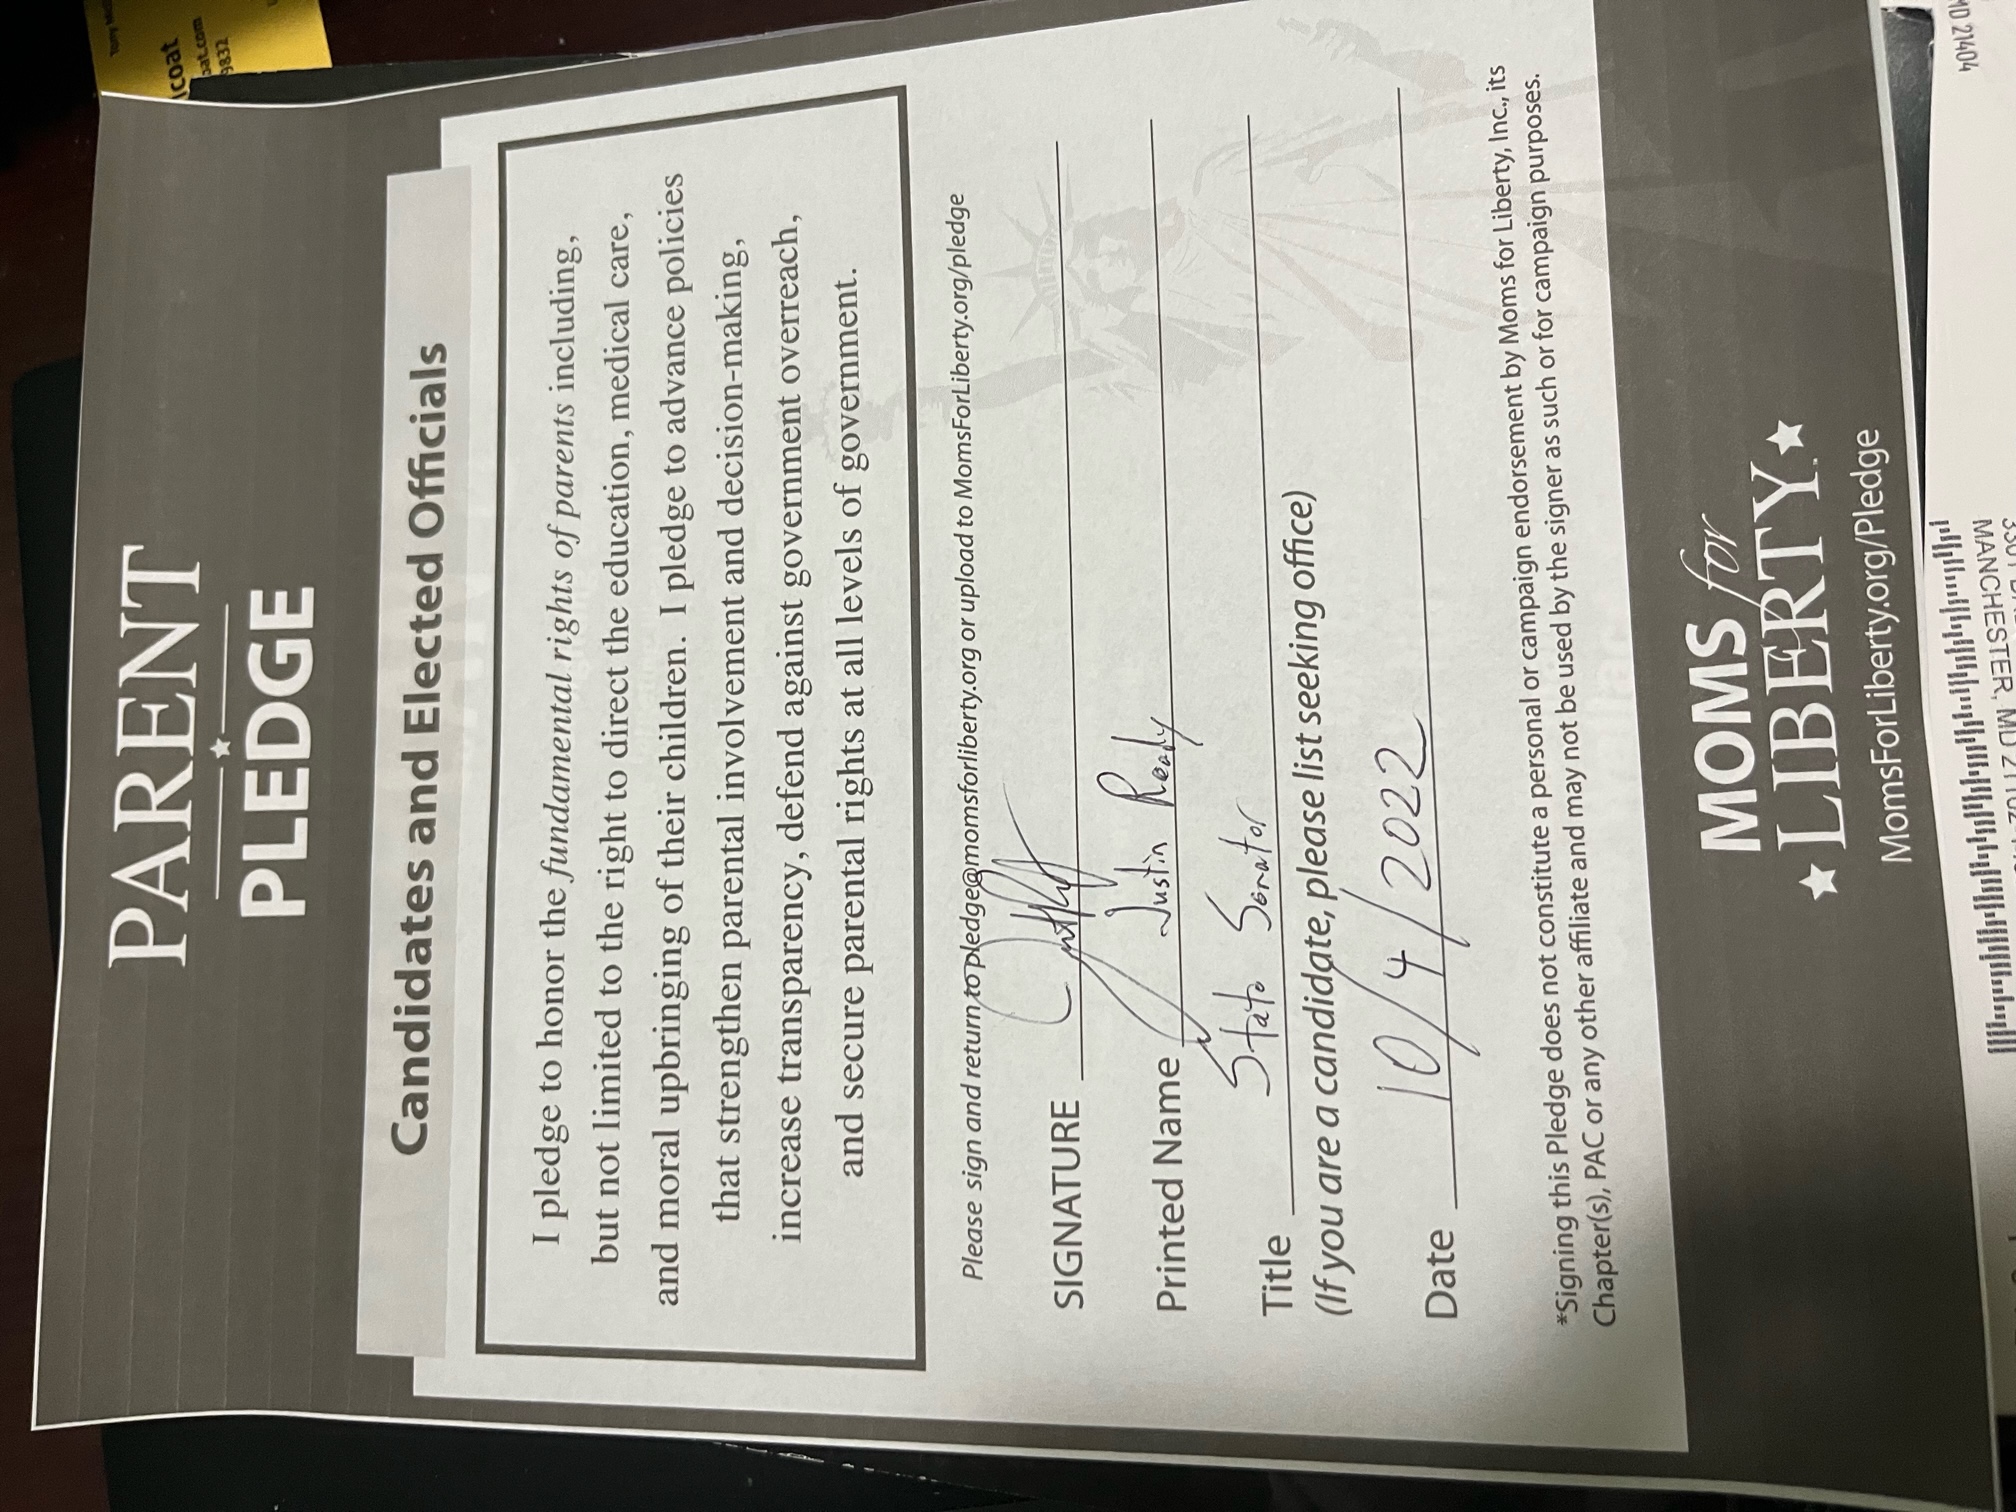 PARENT
PLEDGE
Candidates and Elected Officials
I pledge to honor the fundamental rights of parents including,
but not limited to the right to direct the education, medical care,
and moral upbringing of their children. I pledge to advance policies
that strengthen parental involvement and decision-making,
increase transparency, defend against government overreach,
and secure parental rights at all levels of government.
Please sign and return to pledge@momsforliberty.org or upload to MomsForLiberty.org/pledge
SIGNATURE
Printed Name Justin Ready
Title State Senator
(If you are a candidate, please list seeking office)
Date 10/4/2022
*Signing this Pledge does not constitute a personal or campaign endorsement by Moms for Liberty, Inc., its
Chapter(s), PAC or any other affiliate and may not be used by the signer as such or for campaign purposes.
MOMS for
LIBERTY
MomsForLiberty.org/Pledge
coat
oat.com
9832
MD 21404
MANCHESTER, MD 21102